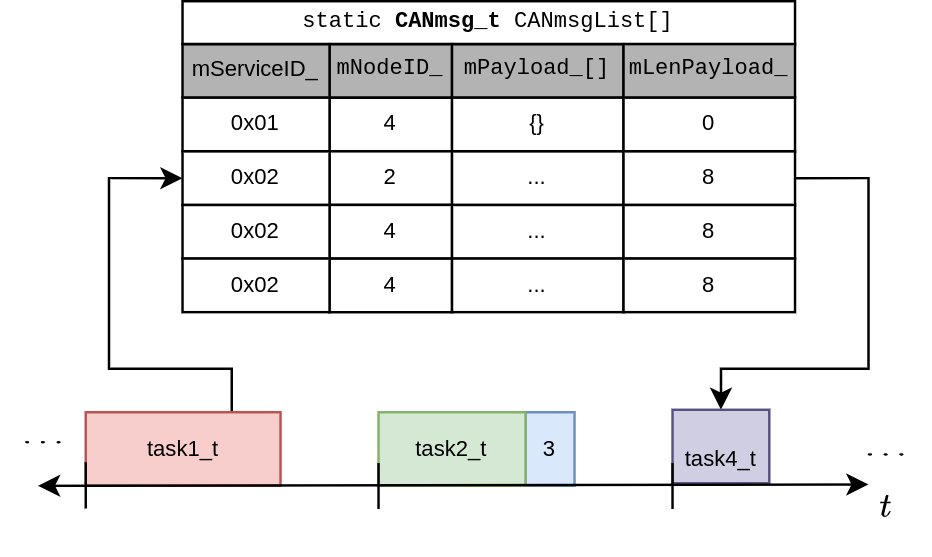 static CANmsg_t CANmsgList[]
mServiceID_ mNodeID_ mPayload_[] mLenPayload_
0x01 4 {} 0
0x02 2 ... 8
0x02 4 ... 8
0x02 4 ... 8
. . . task1_t task2_t 3 task4_t . . .
t